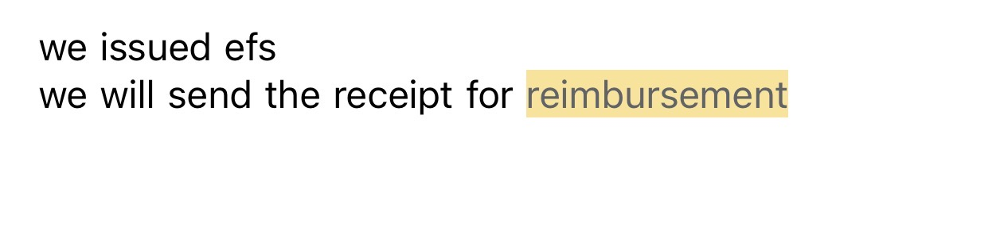 we issued efs
we will send the receipt for reimbursement